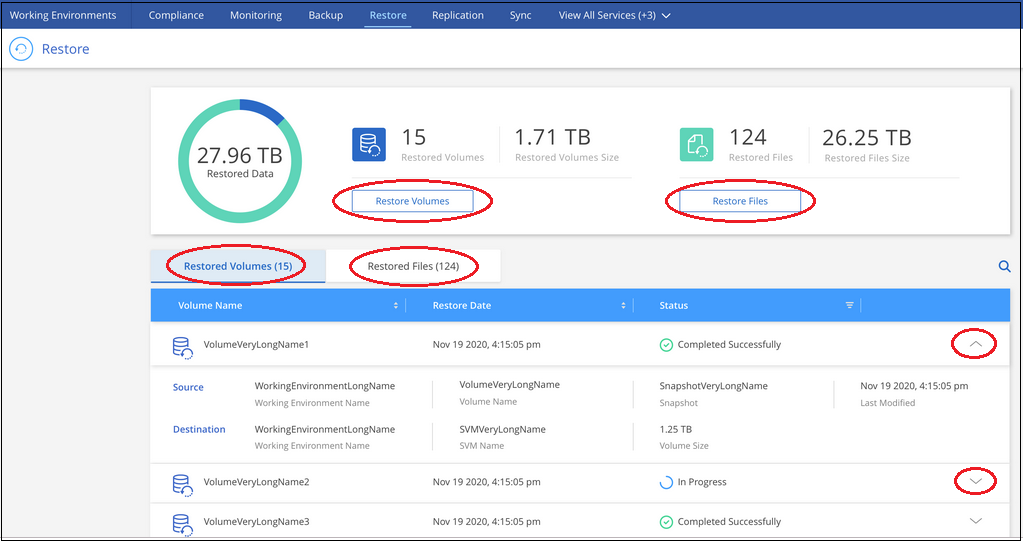 Working Environments Compliance Monitoring Backup Restore Replication Sync View All Services (+3)
Restore
27.96 TB
Restored Data
15 1.71 TB 124 26.25 TB
Restored Volumes Restored Volumes Size Restored Files Restored Files Size
Restore Volumes Restore Files
Restored Volumes (15) Restored Files (124)
Volume Name Restore Date Status
VolumeVeryLongName1 Nov 19 2020, 4:15:05 pm Completed Successfully
Source WorkingEnvironmentLongName VolumeVeryLongName SnapshotVeryLongName Nov 19 2020, 4:15:05 pm
Working Environment Name Volume Name Snapshot Last Modified
Destination WorkingEnvironmentLongName SVMVeryLongName 1.25 TB
Working Environment Name SVM Name Volume Size
VolumeVeryLongName2 Nov 19 2020, 4:15:05 pm In Progress
VolumeVeryLongName3 Nov 19 2020, 4:15:05 pm Completed Successfully